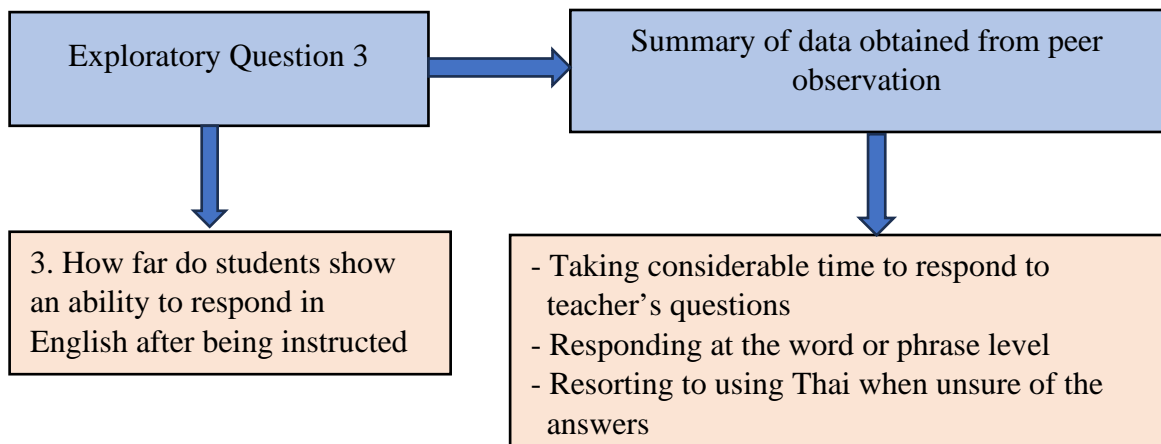 Exploratory Question 3
Summary of data obtained from peer
observation
3. How far do students show
an ability to respond in
English after being instructed
- Taking considerable time to respond to
teacher’s questions
- Responding at the word or phrase level
- Resorting to using Thai when unsure of the
answers